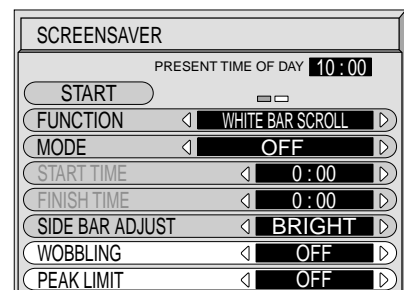 SCREENSAVER
PRESENT TIME OF DAY 10:00
START
FUNCTION WHITE BAR SCROLL
MODE OFF
START TIME 0:00
FINISH TIME 0:00
SIDE BAR ADJUST BRIGHT
WOBBLING OFF
PEAK LIMIT OFF